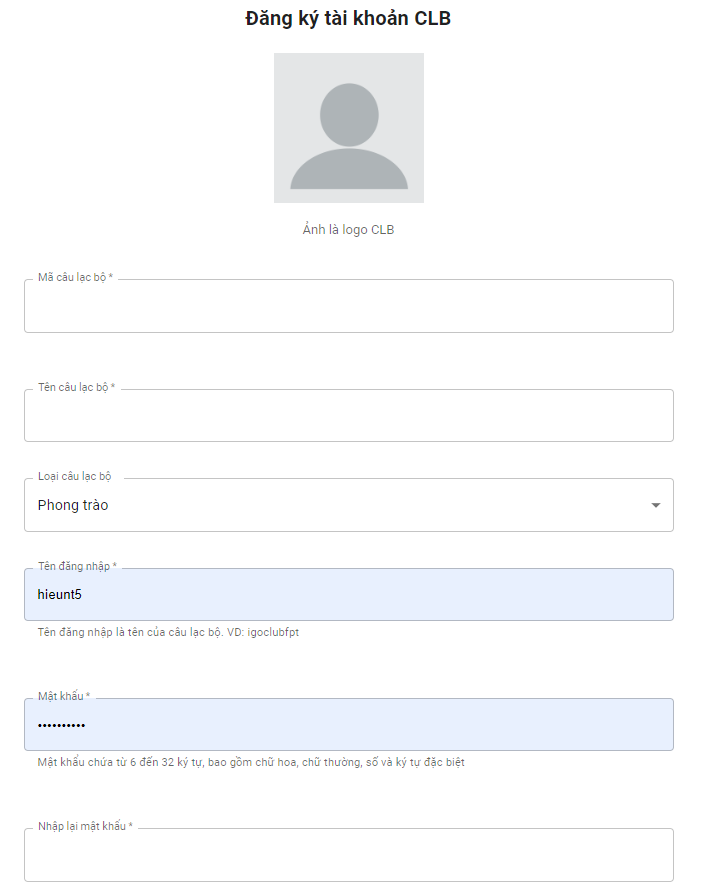 Đăng ký tài khoản CLB
Ảnh là logo CLB
Mã câu lạc bộ *
Tên câu lạc bộ *
Loại câu lạc bộ
Phong trào
Tên đăng nhập *
hieunt5
Tên đăng nhập là tên của câu lạc bộ. VD: igoclubfpt
Mật khẩu *
••••••••••
Mật khẩu chứa từ 6 đến 32 ký tự, bao gồm chữ hoa, chữ thường, số và ký tự đặc biệt
Nhập lại mật khẩu *